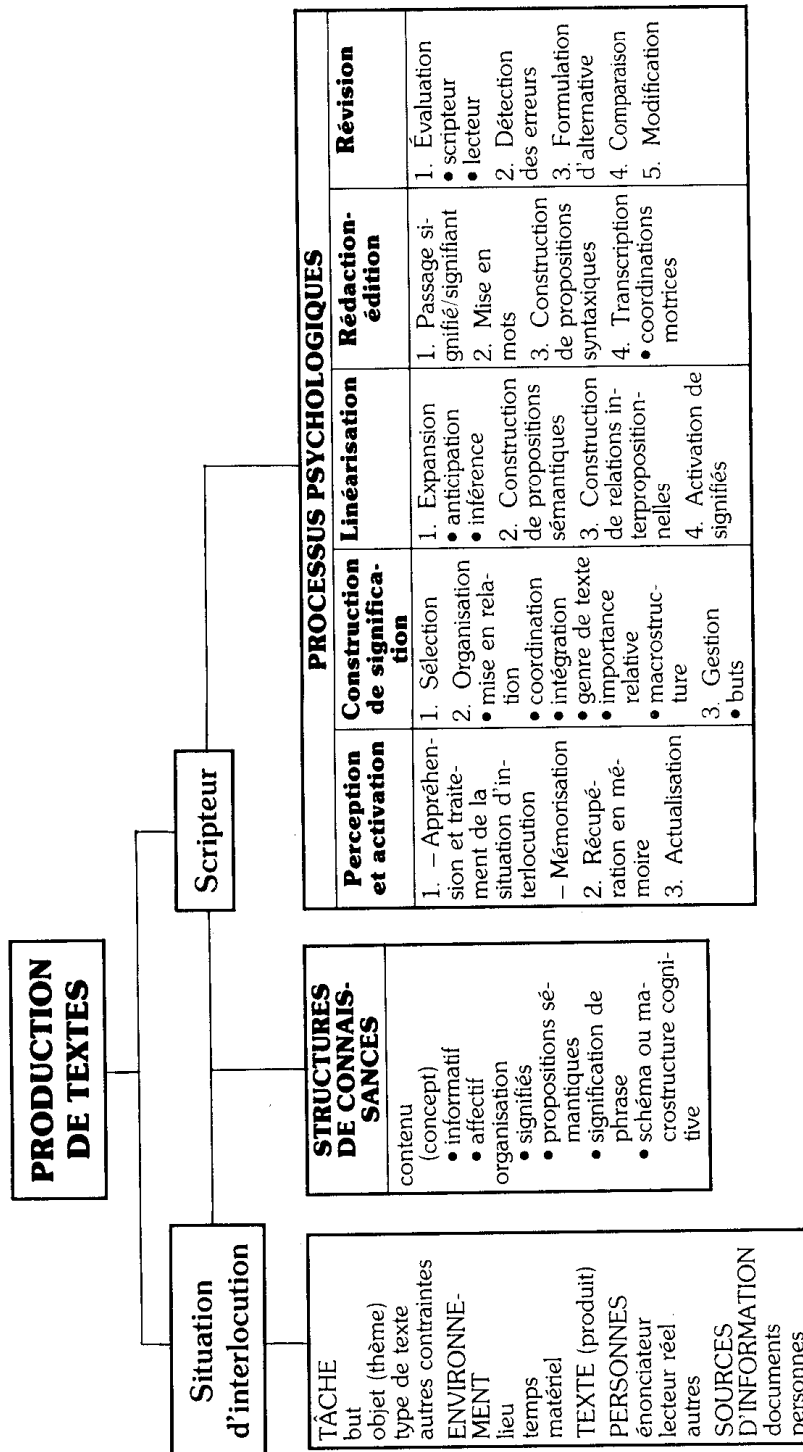 PRODUCTION
DE TEXTES
Situation
d'interlocution
Scripteur
TÂCHE
but
objet (thème)
type de texte
autres contraintes
ENVIRONNE-
MENT
lieu
temps
matériel
TEXTE (produit)
PERSONNES
énonciateur
lecteur réel
autres
SOURCES
D'INFORMATION
documents
personnes
STRUCTURES
DE CONNAIS-
SANCES
contenu
(concept)
• informatif
• affectif
organisation
• signifiés
• propositions sé-
mantiques
• signification de
phrase
• schéma ou ma-
crostructure cogni-
tive
PROCESSUS PSYCHOLOGIQUES
Perception
et activation
1. – Appréhen-
sion et traite-
ment de la
situation d'in-
terlocution
– Mémorisation
2. Récupé-
ration en mé-
moire
3. Actualisation
Construction
de significa-
tion
1. Sélection
2. Organisation
• mise en rela-
tion
• coordination
• intégration
• genre de texte
• importance
relative
• macrostruc-
ture
3. Gestion
• buts
Linéarisation
1. Expansion
• anticipation
• inférence
2. Construction
de propositions
sémantiques
3. Construction
de relations in-
terproposition-
nelles
4. Activation de
signifiés
Rédaction-
édition
1. Passage si-
gnifié/signifiant
2. Mise en
mots
3. Construction
de propositions
syntaxiques
4. Transcription
• coordinations
motrices
Révision
1. Évaluation
• scripteur
• lecteur
2. Détection
des erreurs
3. Formulation
d'alternative
4. Comparaison
5. Modification